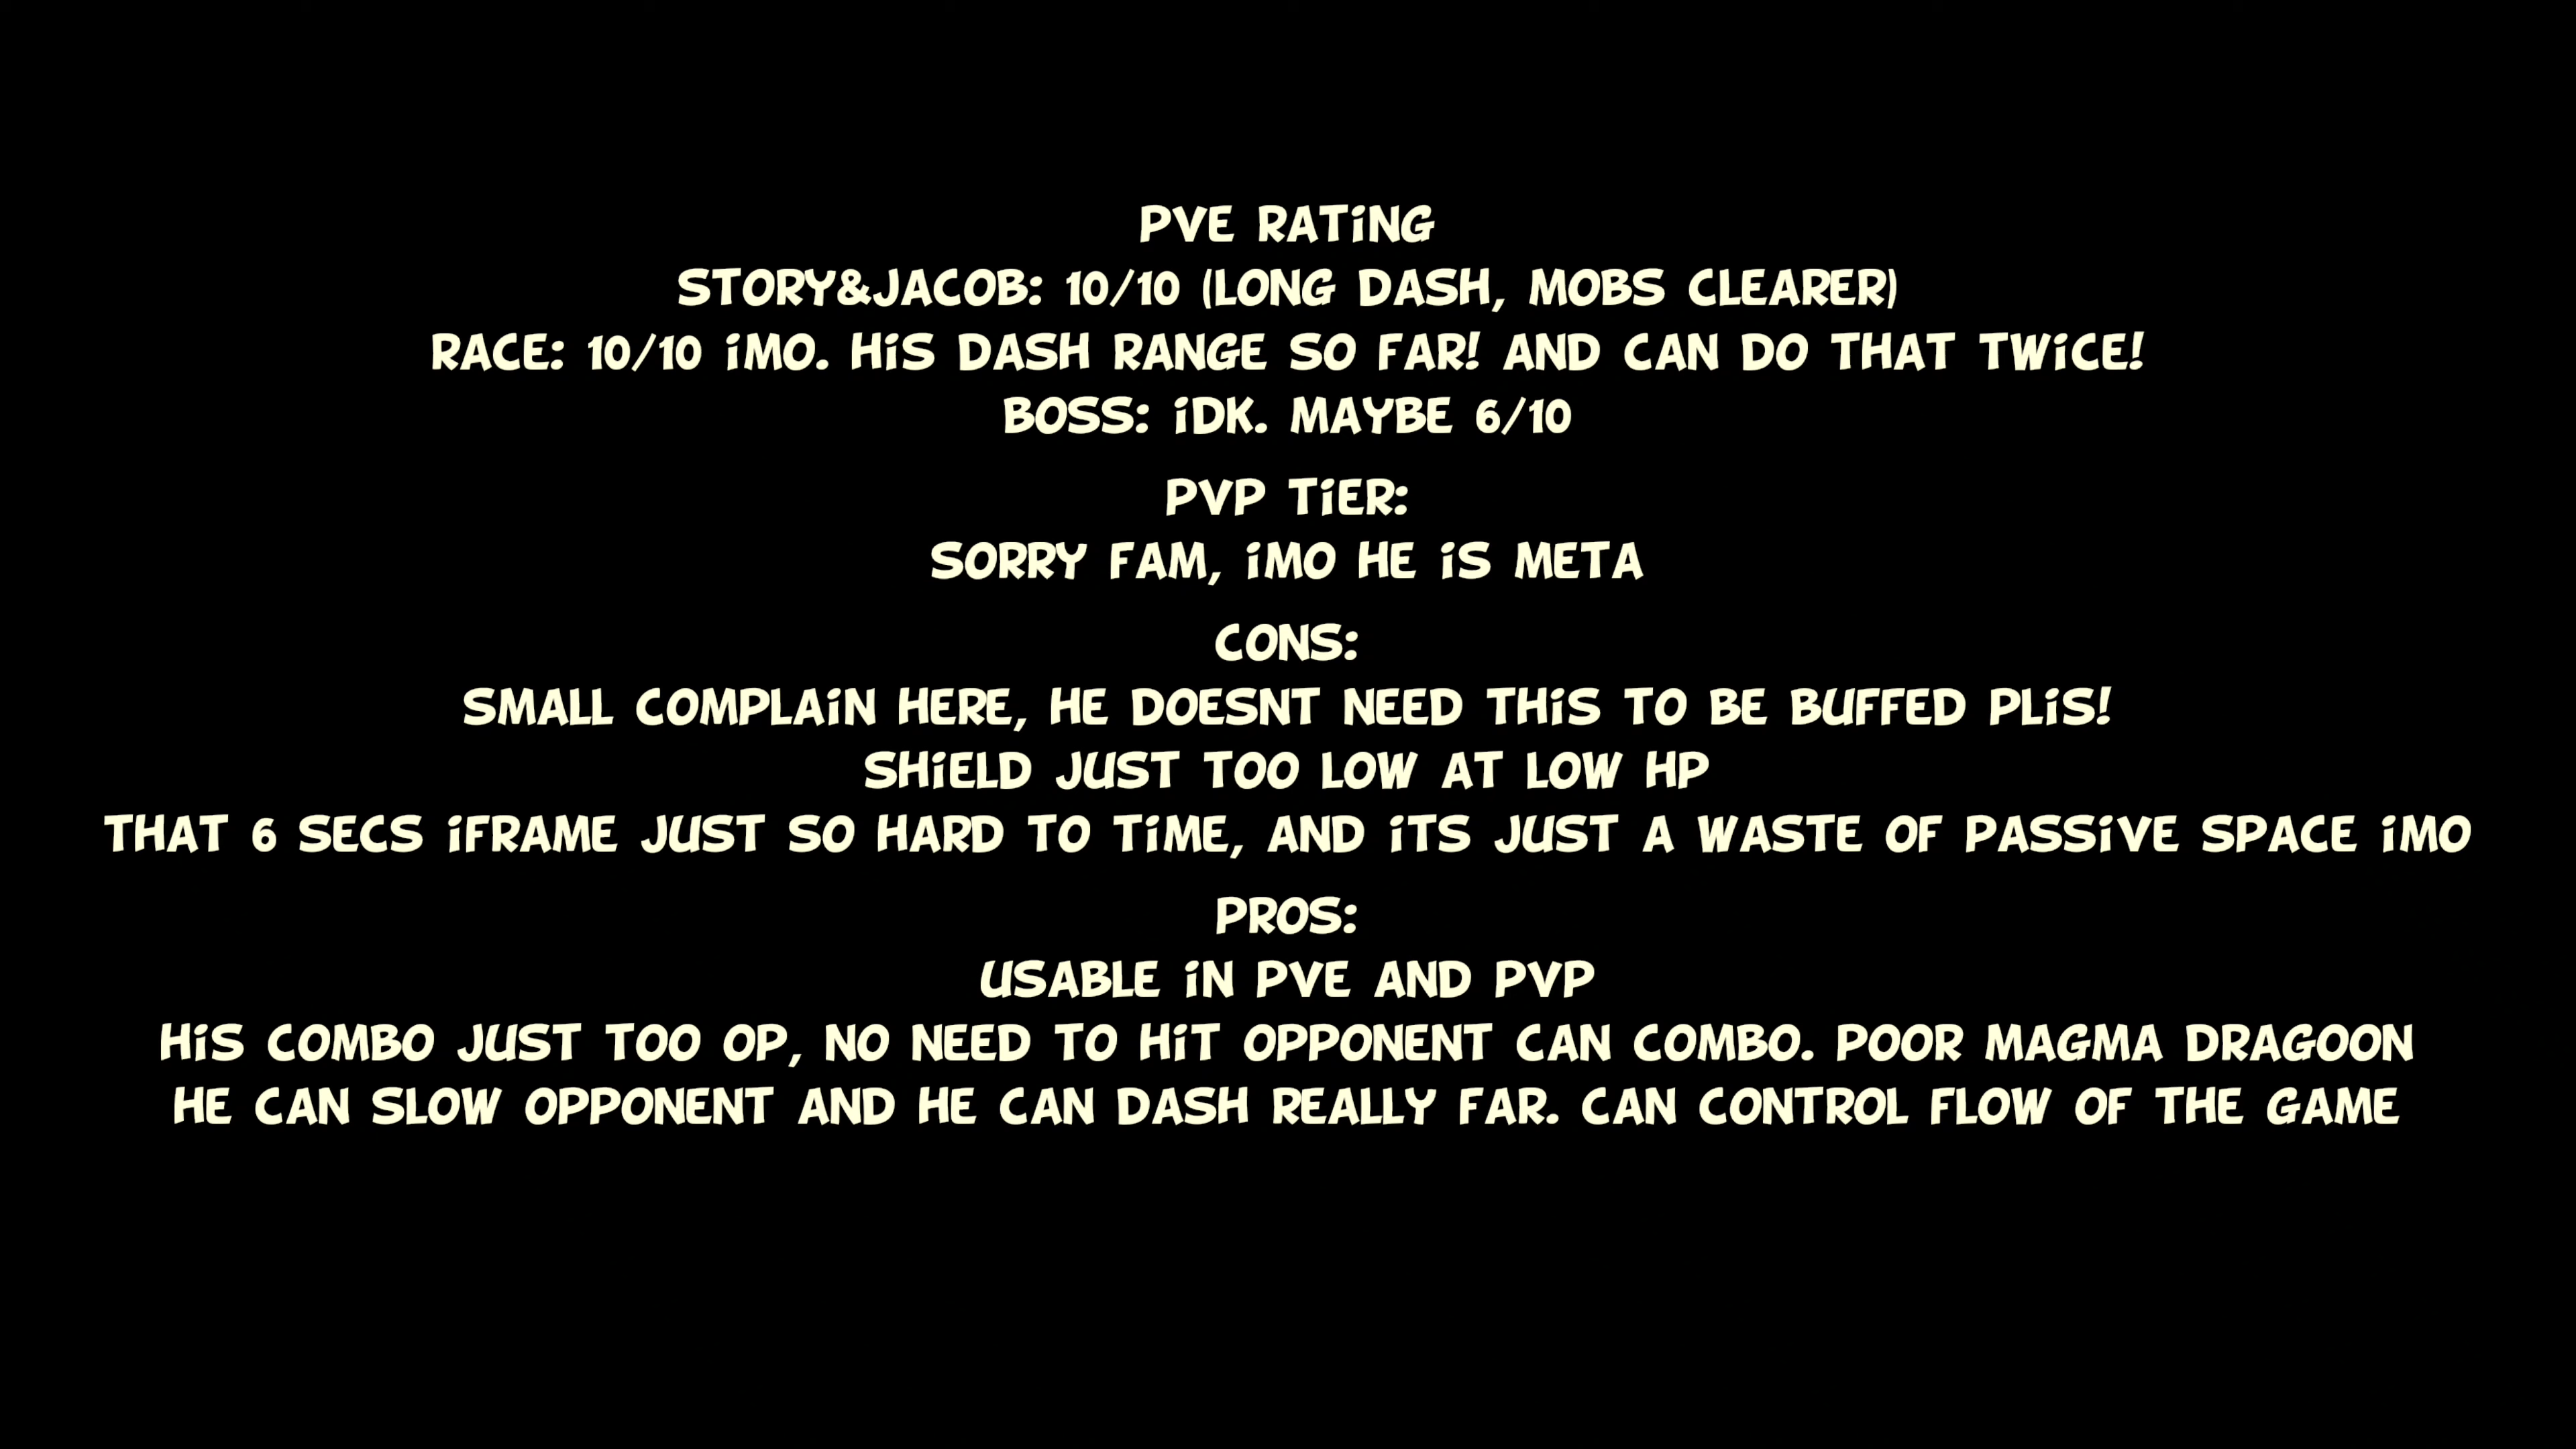 PVE RATING
STORY&JACOB: 10/10 (LONG DASH, MOBS CLEARER)
RACE: 10/10 IMO. HIS DASH RANGE SO FAR! AND CAN DO THAT TWICE!
BOSS: IDK. MAYBE 6/10
PVP TIER:
SORRY FAM, IMO HE IS META
CONS:
SMALL COMPLAIN HERE, HE DOESNT NEED THIS TO BE BUFFED PLIS!
SHIELD JUST TOO LOW AT LOW HP
THAT 6 SECS IFRAME JUST SO HARD TO TIME, AND ITS JUST A WASTE OF PASSIVE SPACE IMO
PROS:
USABLE IN PVE AND PVP
HIS COMBO JUST TOO OP, NO NEED TO HIT OPPONENT CAN COMBO. POOR MAGMA DRAGOON
HE CAN SLOW OPPONENT AND HE CAN DASH REALLY FAR. CAN CONTROL FLOW OF THE GAME